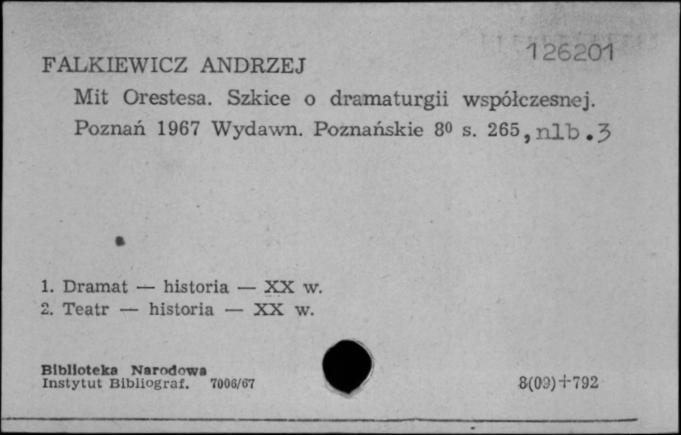 126201
FALKIEWICZ ANDRZEJ
Mit Orestesa. Szkice o dramaturgii współczesnej.
Poznań 1967 Wydawn. Poznańskie 8⁰ s. 265, nlb. 3
1. Dramat — historia — XX w.
2. Teatr — historia — XX w.
Biblioteka Narodowa
Instytut Bibliograf. 7006/67
8(09)+792